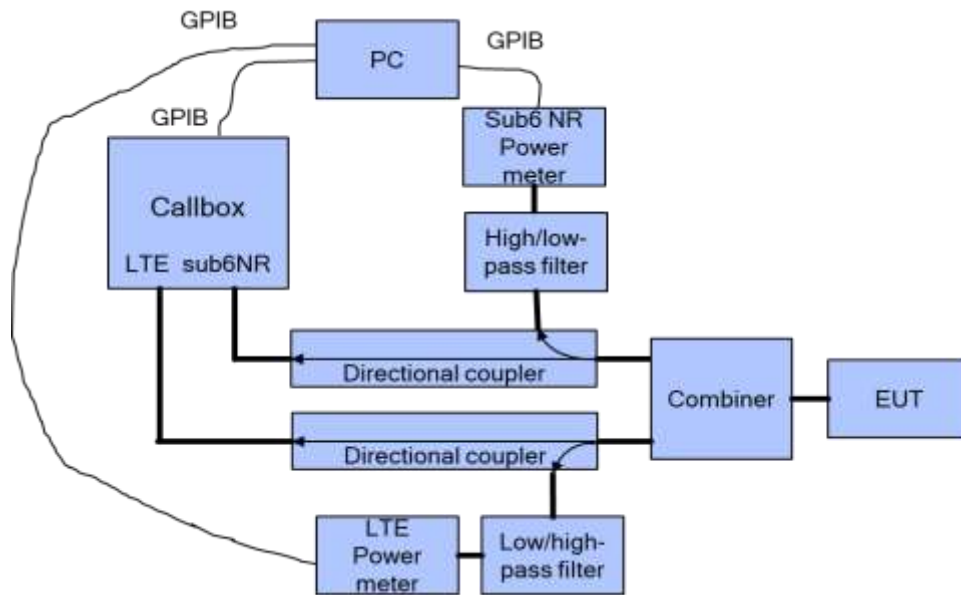 GPIB
PC
GPIB
GPIB
Sub6 NR
Power
meter
Callbox
LTE sub6NR
High/low-
pass filter
Directional coupler
Combiner
EUT
Directional coupler
LTE
Power
meter
Low/high-
pass filter